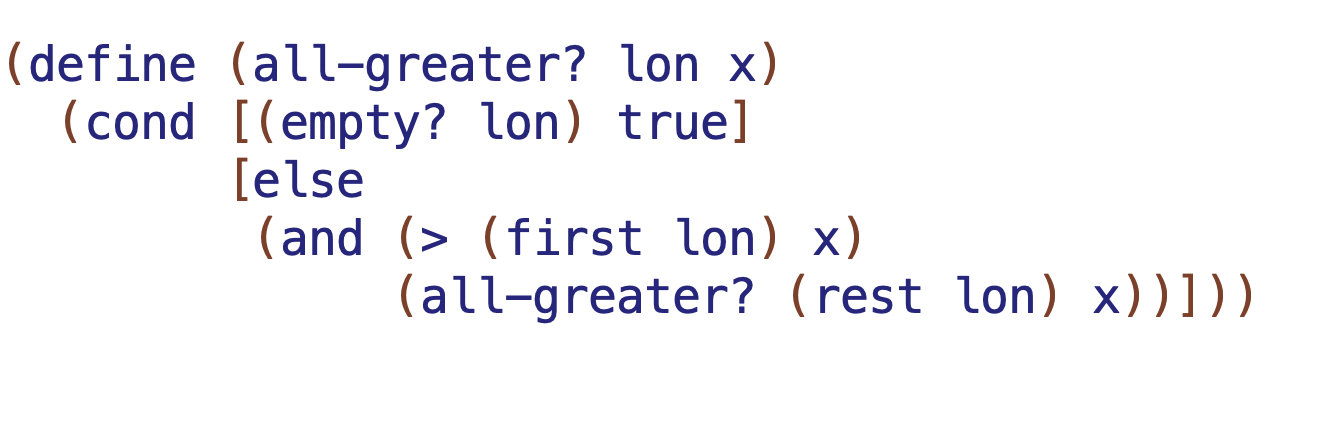 (define (all-greater? lon x)
  (cond [(empty? lon) true]
        [else
         (and (> (first lon) x)
              (all-greater? (rest lon) x))]))